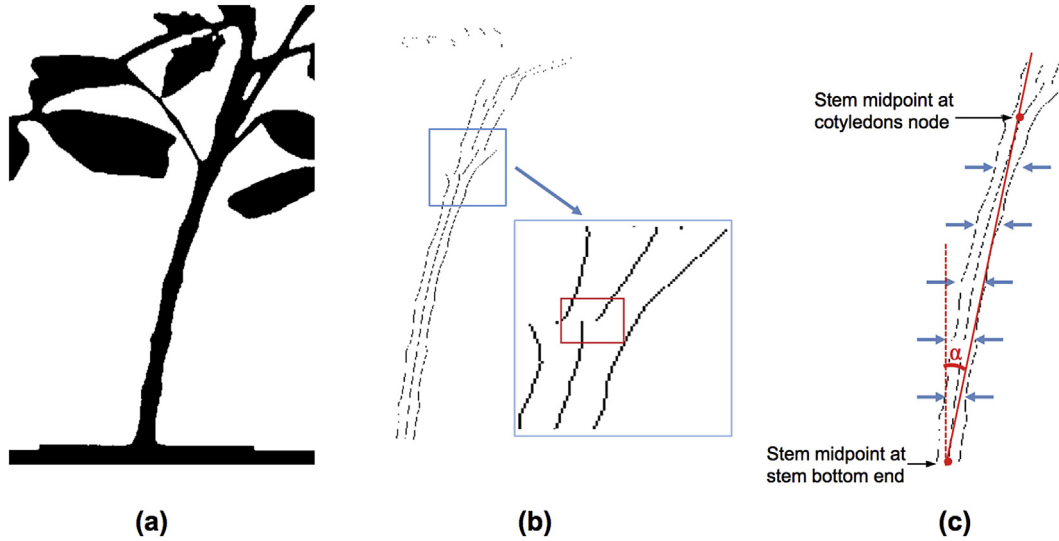 Stem midpoint at
cotyledons node
α
Stem midpoint at
stem bottom end
(a)
(b)
(c)